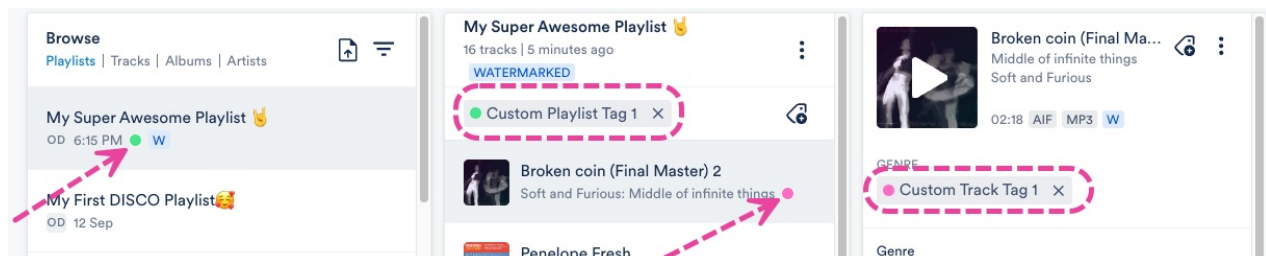 Browse
Playlists | Tracks | Albums | Artists
My Super Awesome Playlist 🤘
OD 6:15 PM W
My First DISCO Playlist🥰
OD 12 Sep
My Super Awesome Playlist 🤘
16 tracks | 5 minutes ago
WATERMARKED
Custom Playlist Tag 1 ×
Broken coin (Final Master) 2
Soft and Furious: Middle of infinite things
Penelope Fresh
Broken coin (Final Ma...
Middle of infinite things
Soft and Furious
02:18 AIF MP3 W
GENRE
Custom Track Tag 1 ×
Genre